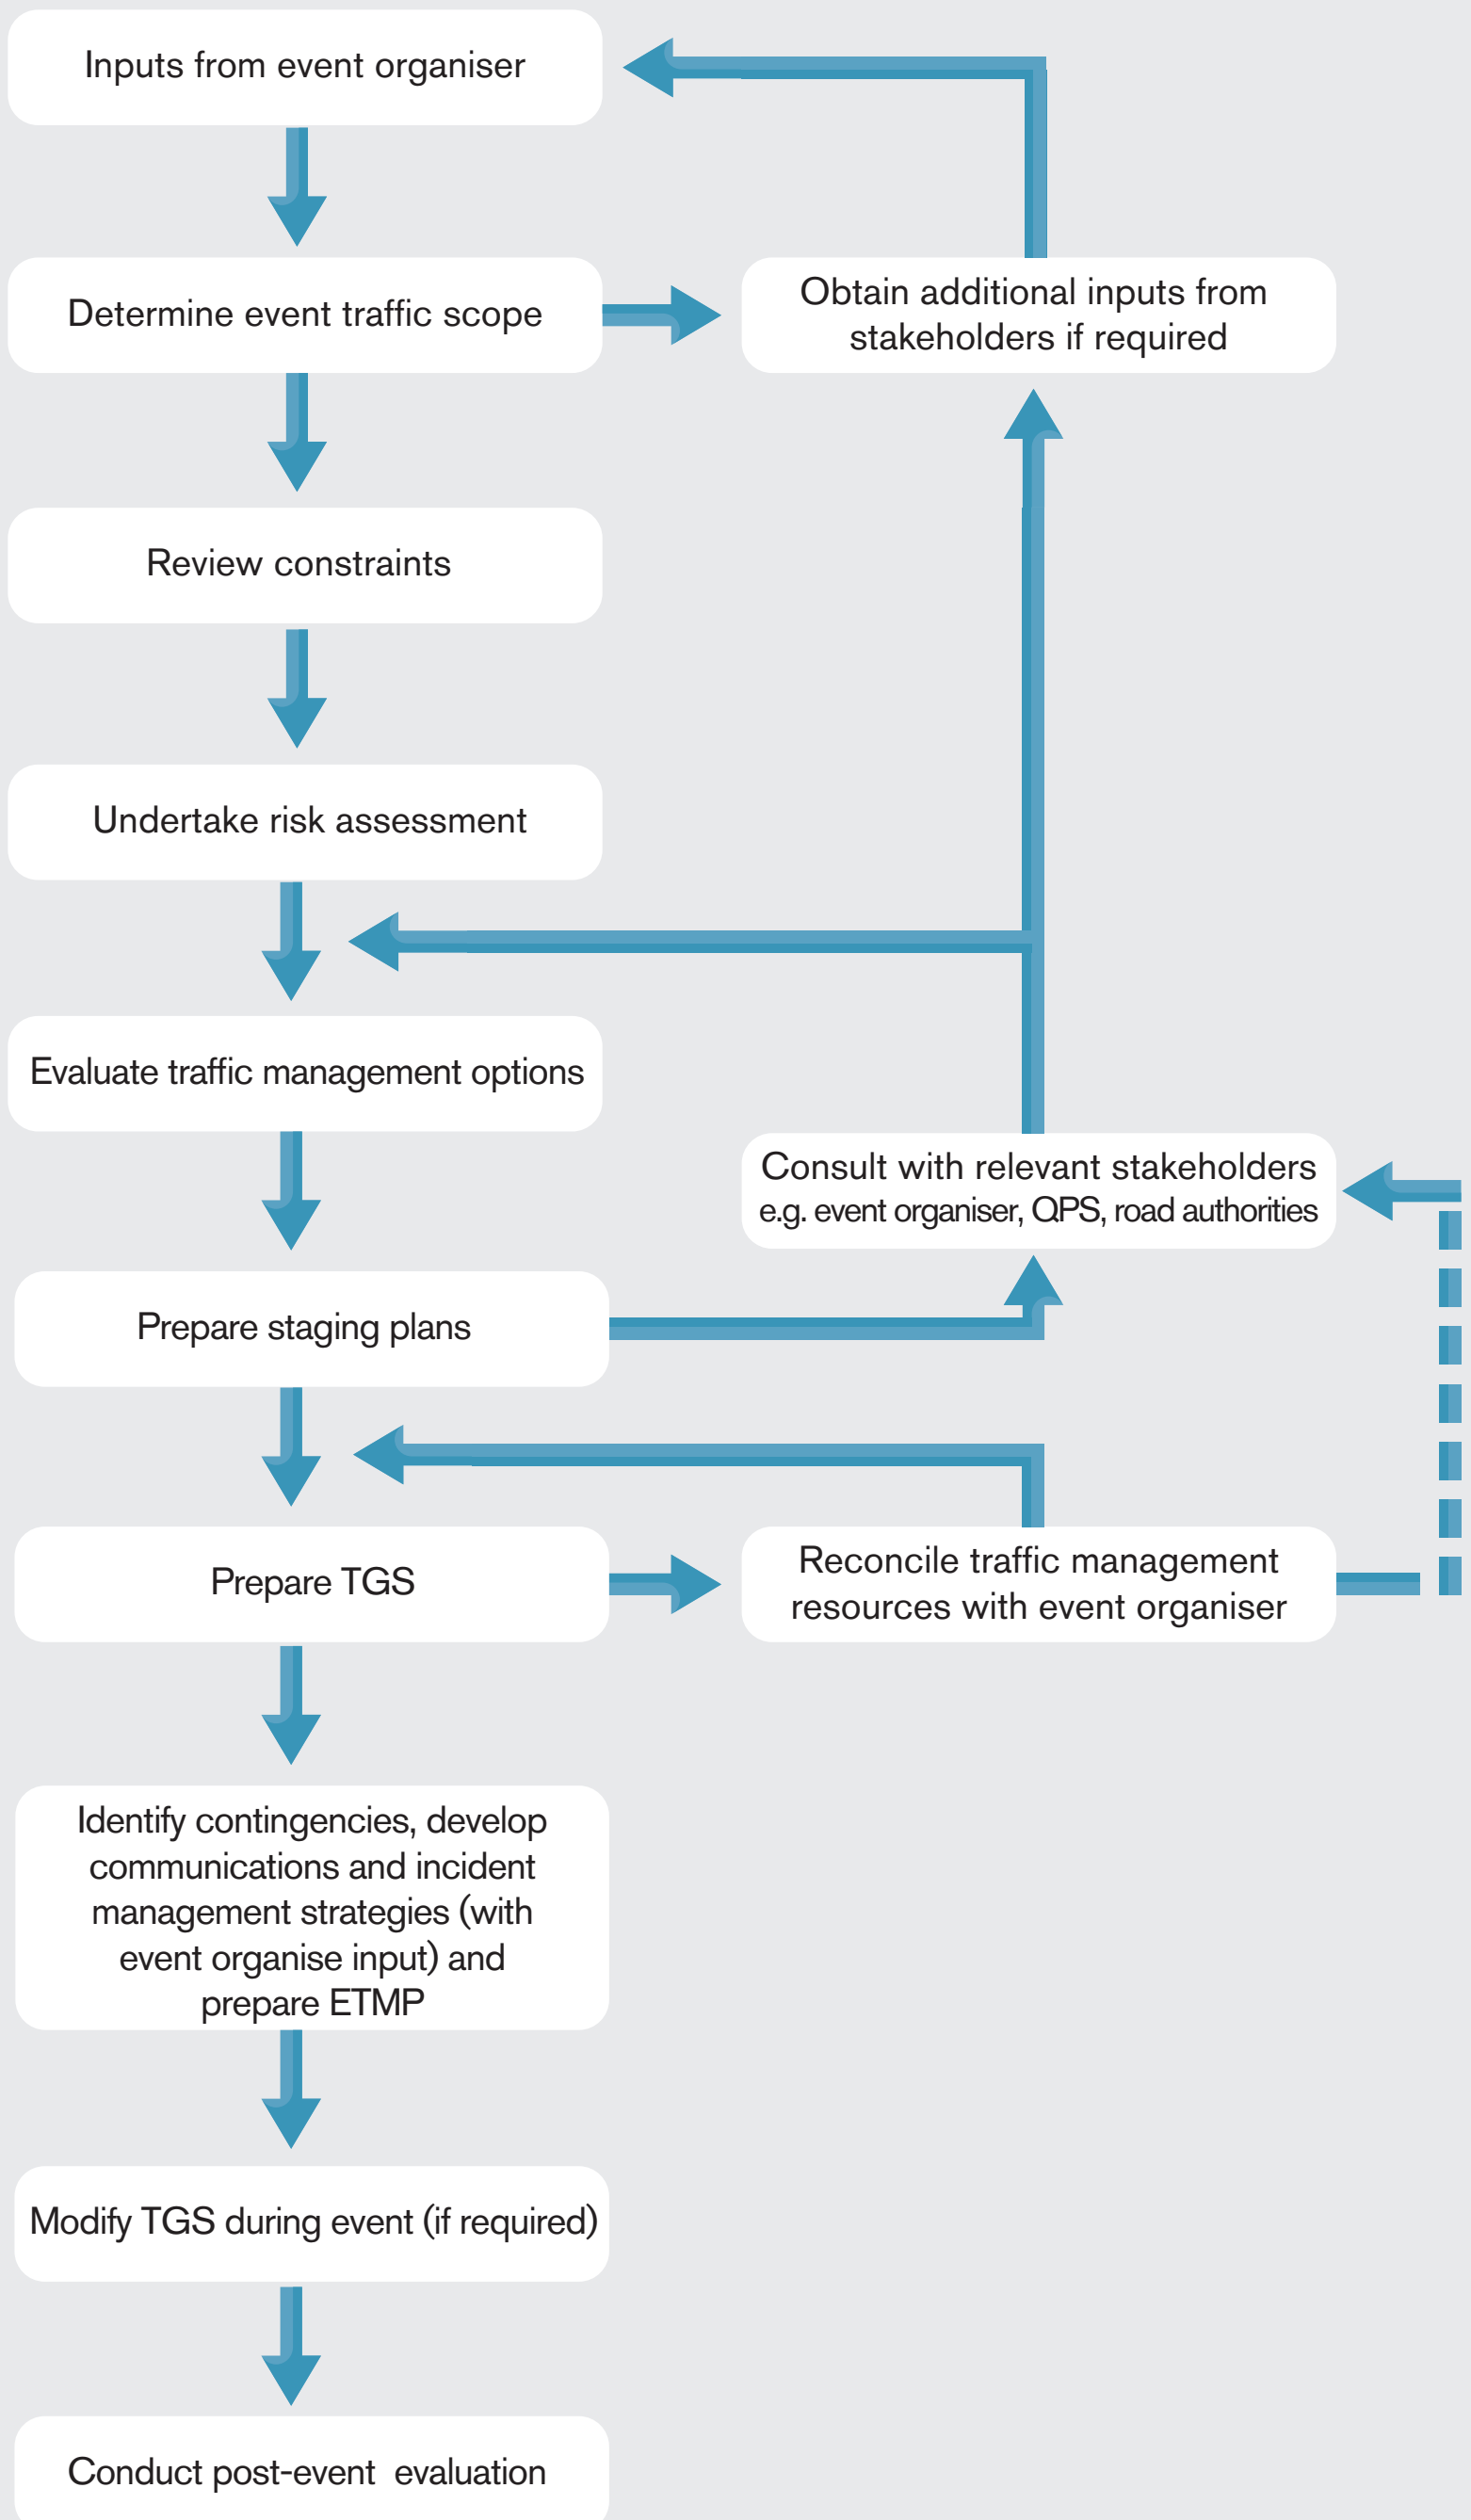 Inputs from event organiser
Determine event traffic scope
Obtain additional inputs from
stakeholders if required
Review constraints
Undertake risk assessment
Evaluate traffic management options
Consult with relevant stakeholders
e.g. event organiser, QPS, road authorities
Prepare staging plans
Prepare TGS
Reconcile traffic management
resources with event organiser
Identify contingencies, develop
communications and incident
management strategies (with
event organise input) and
prepare ETMP
Modify TGS during event (if required)
Conduct post-event evaluation